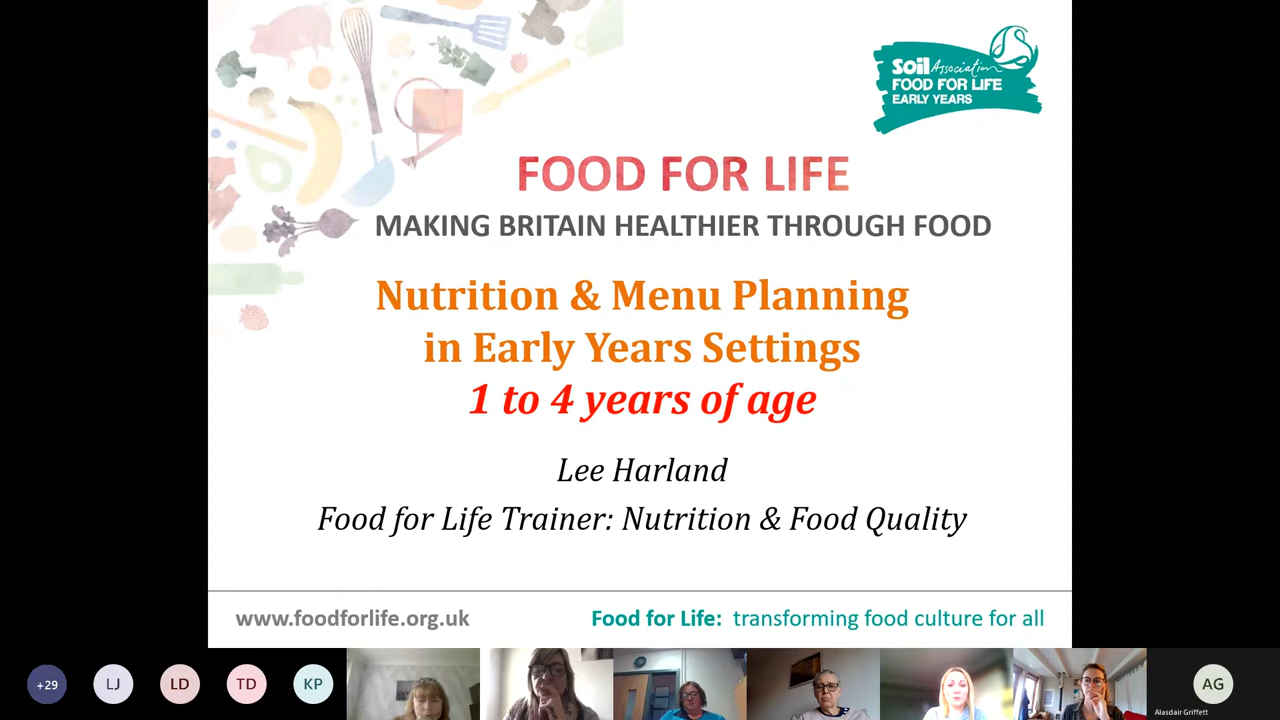 Soil Association
FOOD FOR LIFE
EARLY YEARS
FOOD FOR LIFE
MAKING BRITAIN HEALTHIER THROUGH FOOD
Nutrition & Menu Planning
in Early Years Settings
1 to 4 years of age
Lee Harland
Food for Life Trainer: Nutrition & Food Quality
www.foodforlife.org.uk
Food for Life: transforming food culture for all
+29
LJ
LD
TD
KP
AG
Alasdair Griffett